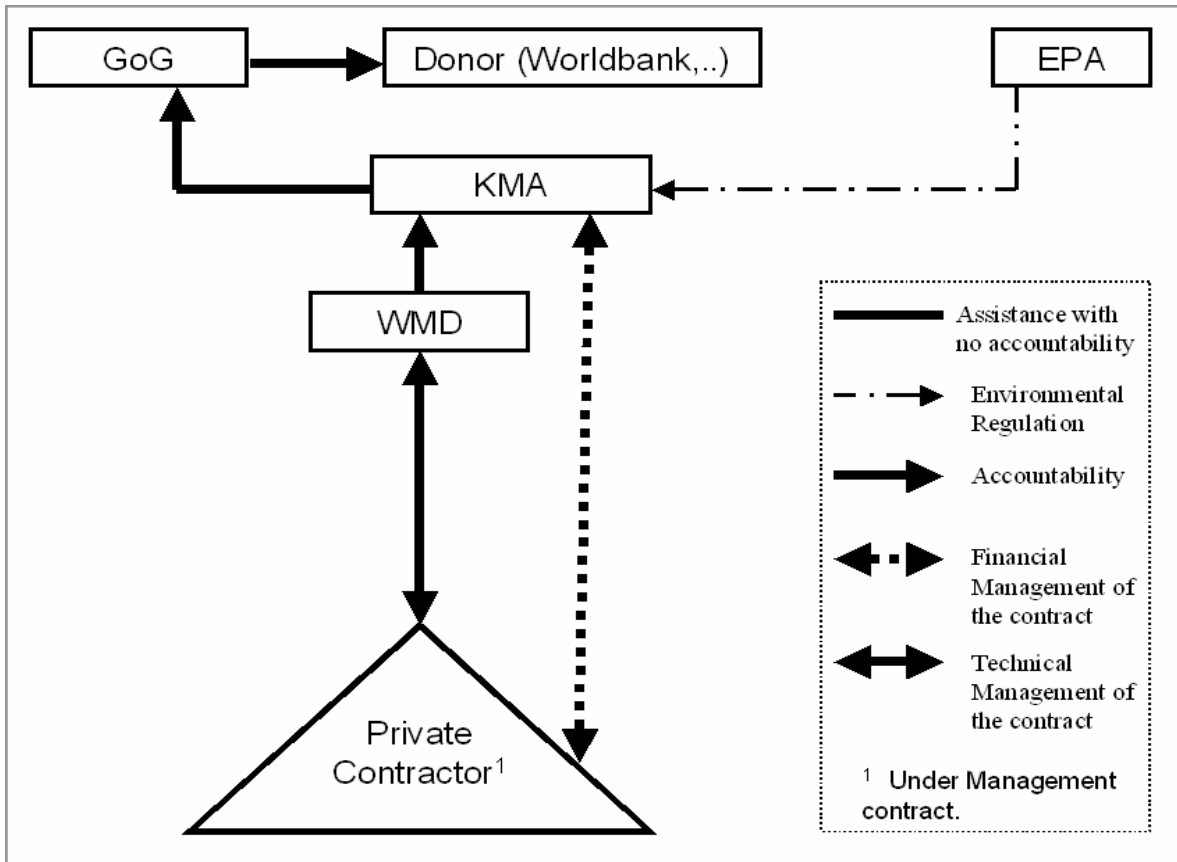 GoG
Donor (Worldbank,..)
EPA
KMA
WMD
Private
Contractor¹
Assistance with
no accountability
Environmental
Regulation
Accountability
Financial
Management of
the contract
Technical
Management of
the contract
¹ Under Management
contract.